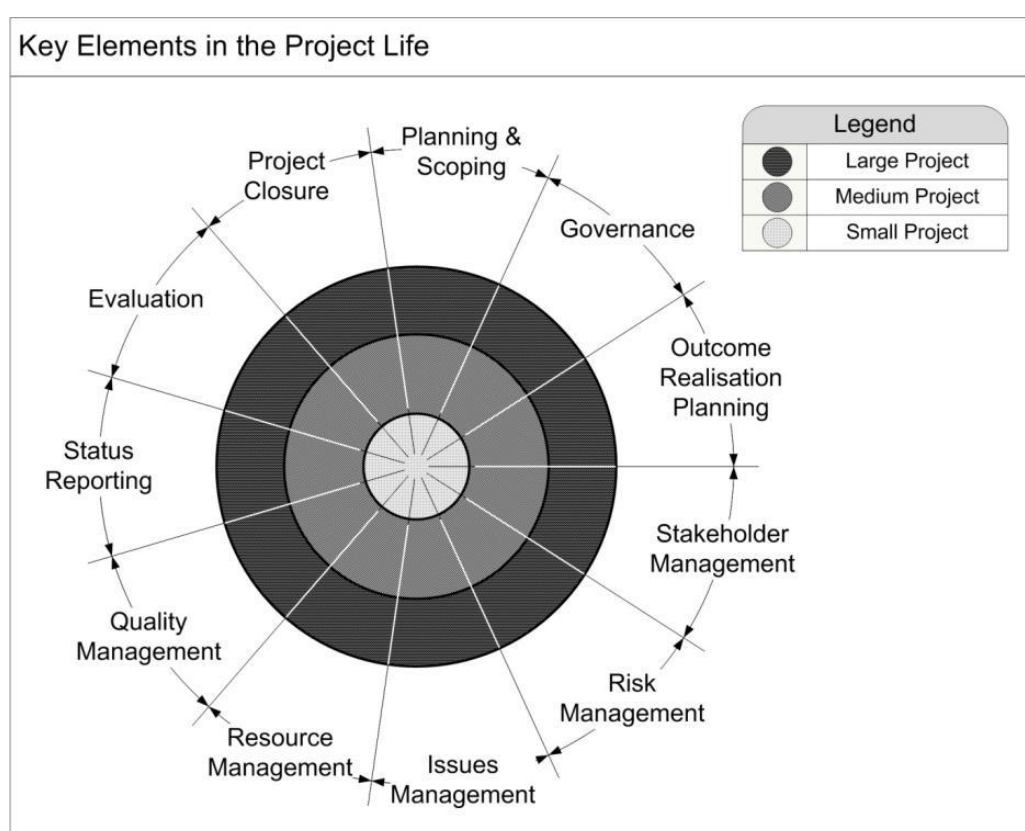 Key Elements in the Project Life
Legend
Large Project
Medium Project
Small Project
Planning &
Scoping
Governance
Outcome
Realisation
Planning
Stakeholder
Management
Risk
Management
Issues
Management
Resource
Management
Quality
Management
Status
Reporting
Evaluation
Project
Closure